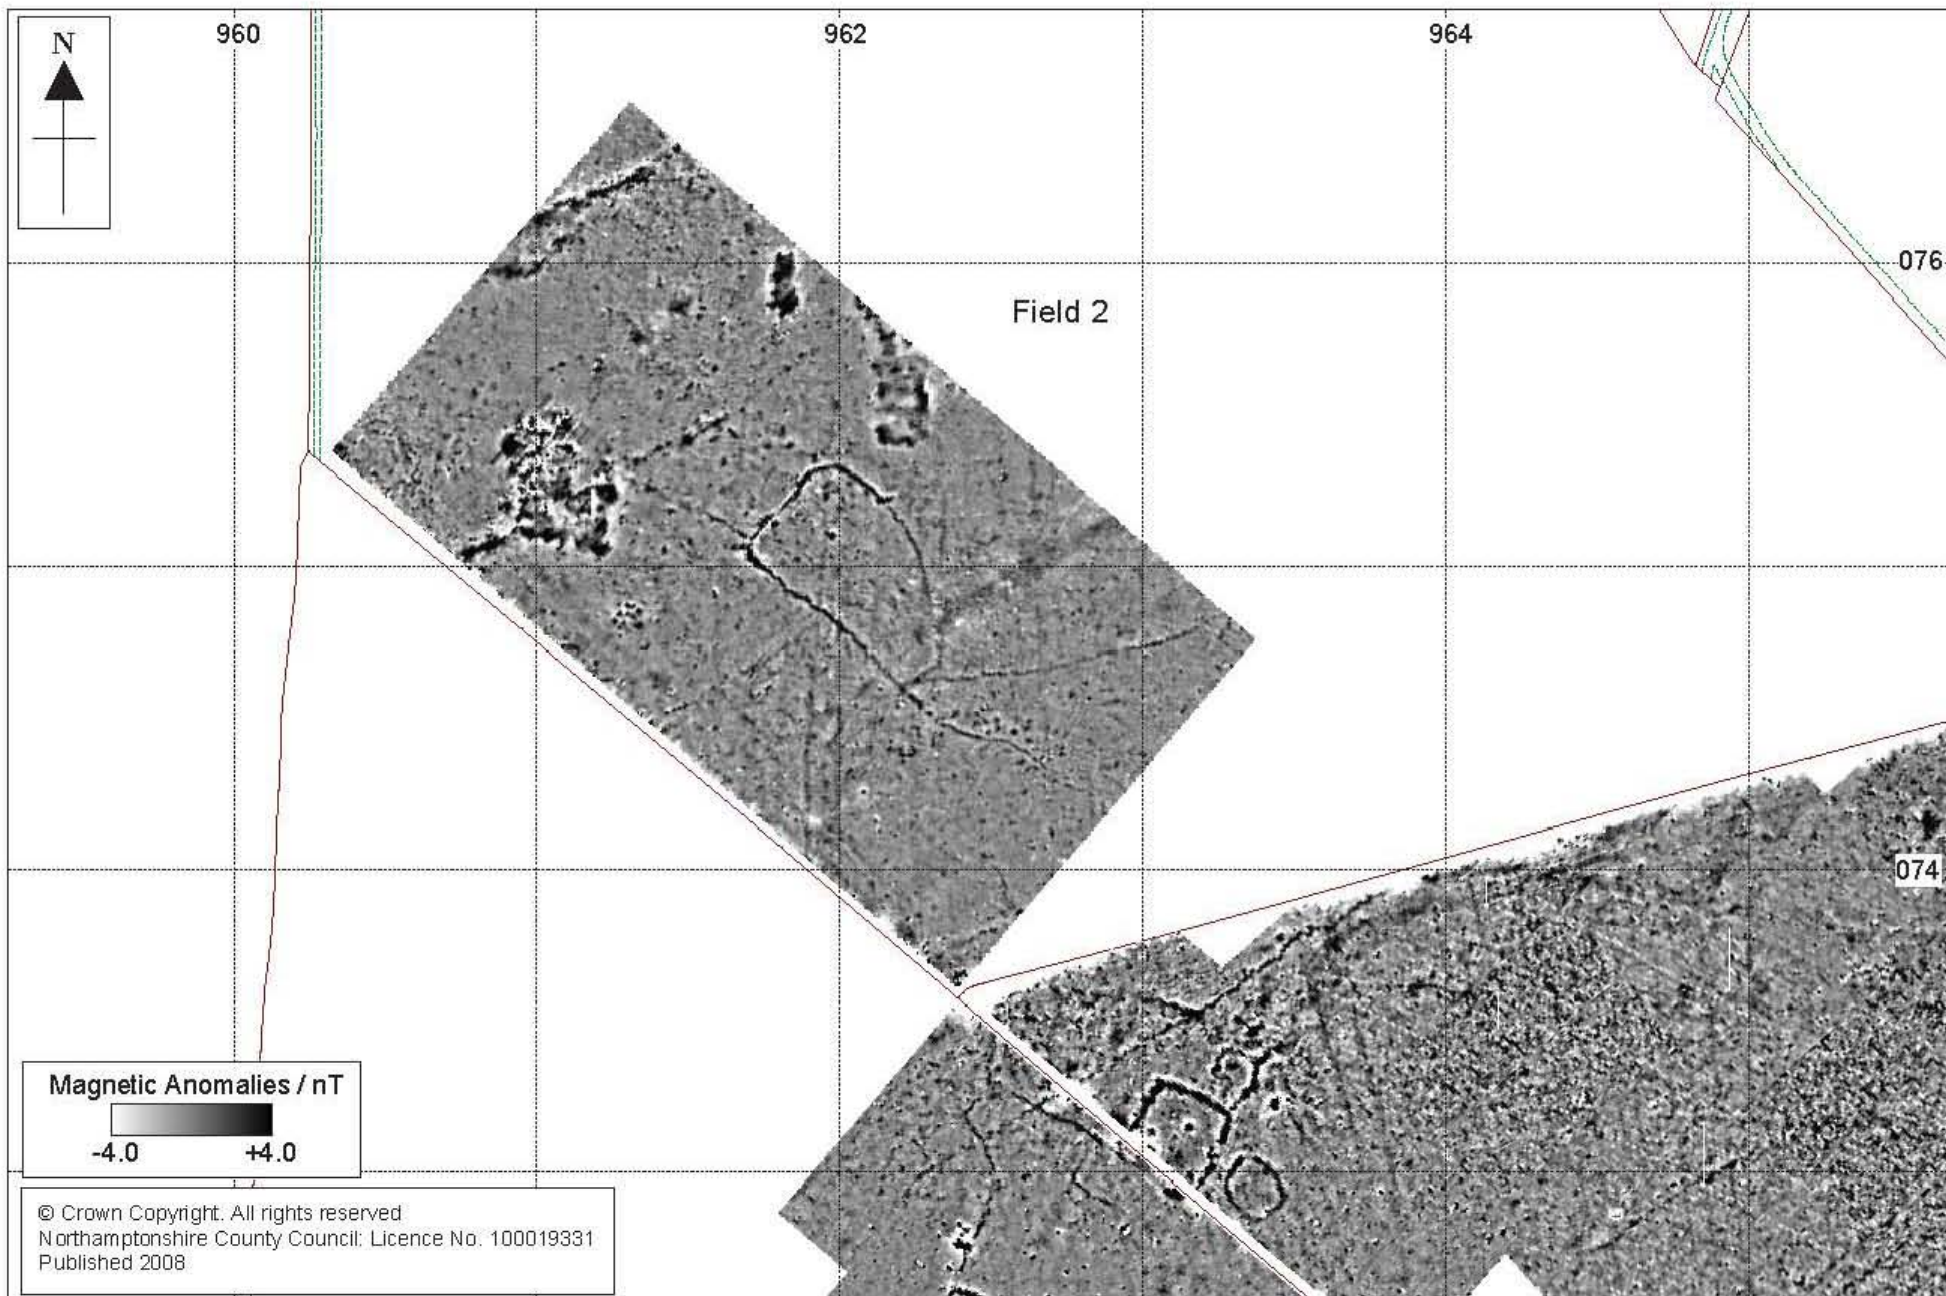 N
960
962
964
076
Field 2
074
Magnetic Anomalies / nT
-4.0
+4.0
© Crown Copyright. All rights reserved
Northamptonshire County Council: Licence No. 100019331
Published 2008